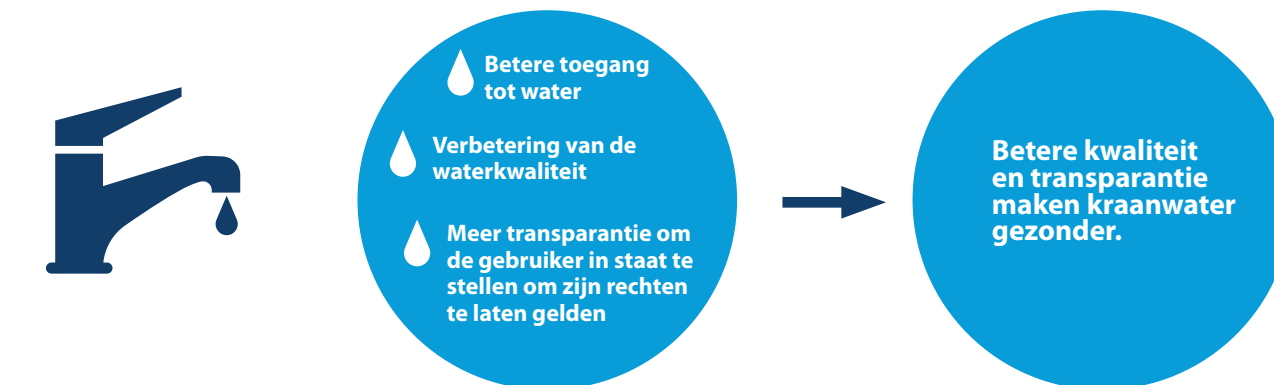 Betere toegang
tot water
Verbetering van de
waterkwaliteit
Meer transparantie om
de gebruiker in staat te
stellen om zijn rechten
te laten gelden
Betere kwaliteit
en transparantie
maken kraanwater
gezonder.